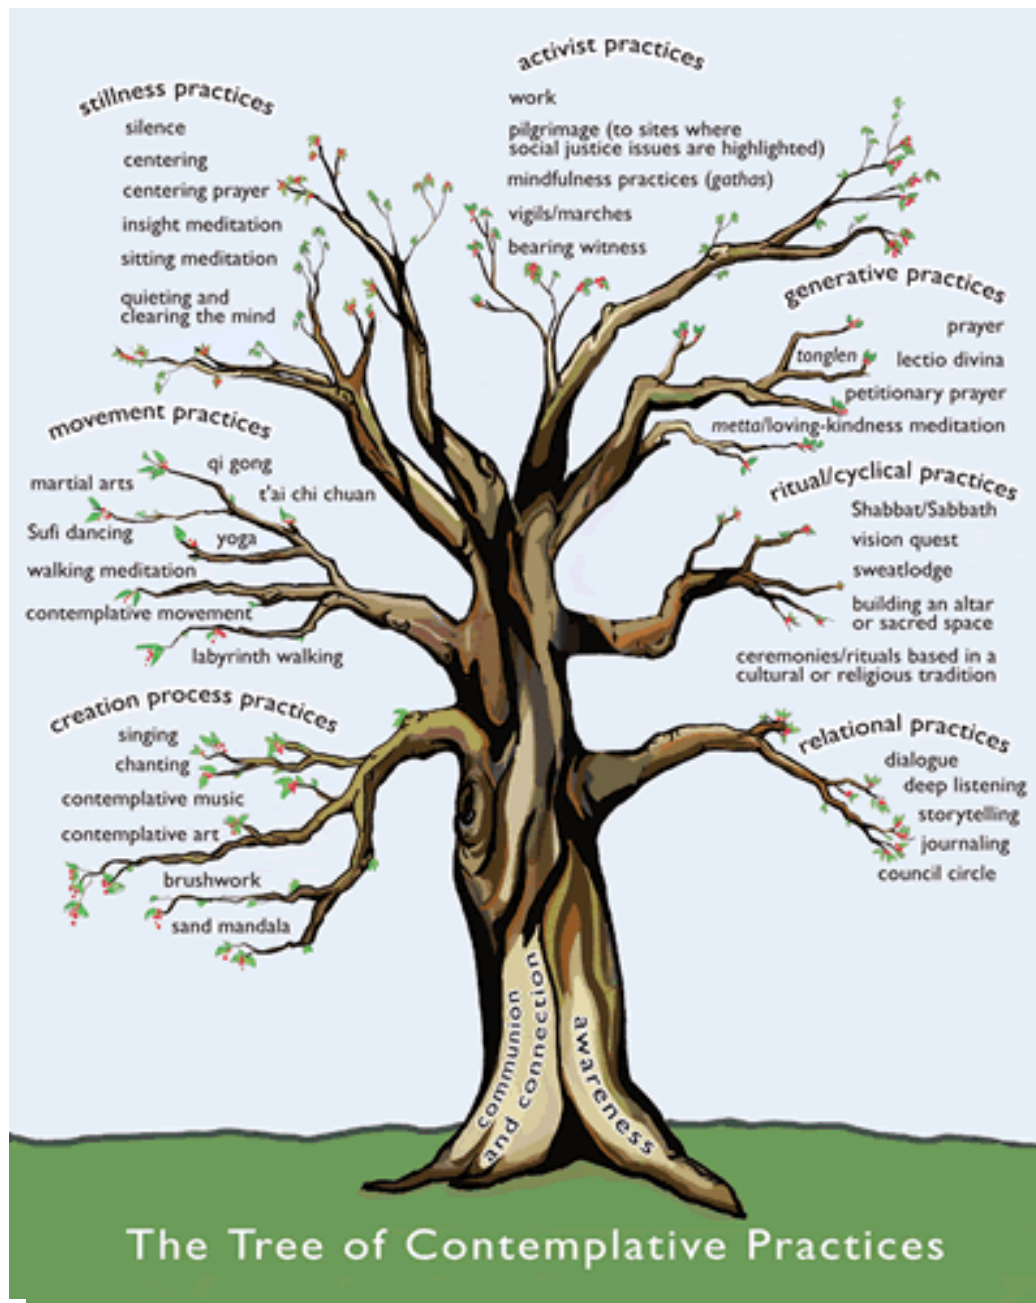 activist practices
work
pilgrimage (to sites where
social justice issues are highlighted)
mindfulness practices (gathas)
vigils/marches
bearing witness
stillness practices
silence
centering
centering prayer
insight meditation
sitting meditation
quieting and
clearing the mind
generative practices
prayer
tonglen
lectio divina
petitionary prayer
metta/loving-kindness meditation
movement practices
qi gong
martial arts
t'ai chi chuan
Sufi dancing
yoga
walking meditation
contemplative movement
labyrinth walking
ritual/cyclical practices
Shabbat/Sabbath
vision quest
sweatlodge
building an altar
or sacred space
ceremonies/rituals based in a
cultural or religious tradition
creation process practices
singing
chanting
contemplative music
contemplative art
brushwork
sand mandala
relational practices
dialogue
deep listening
storytelling
journaling
council circle
communion
and connection
awareness
The Tree of Contemplative Practices